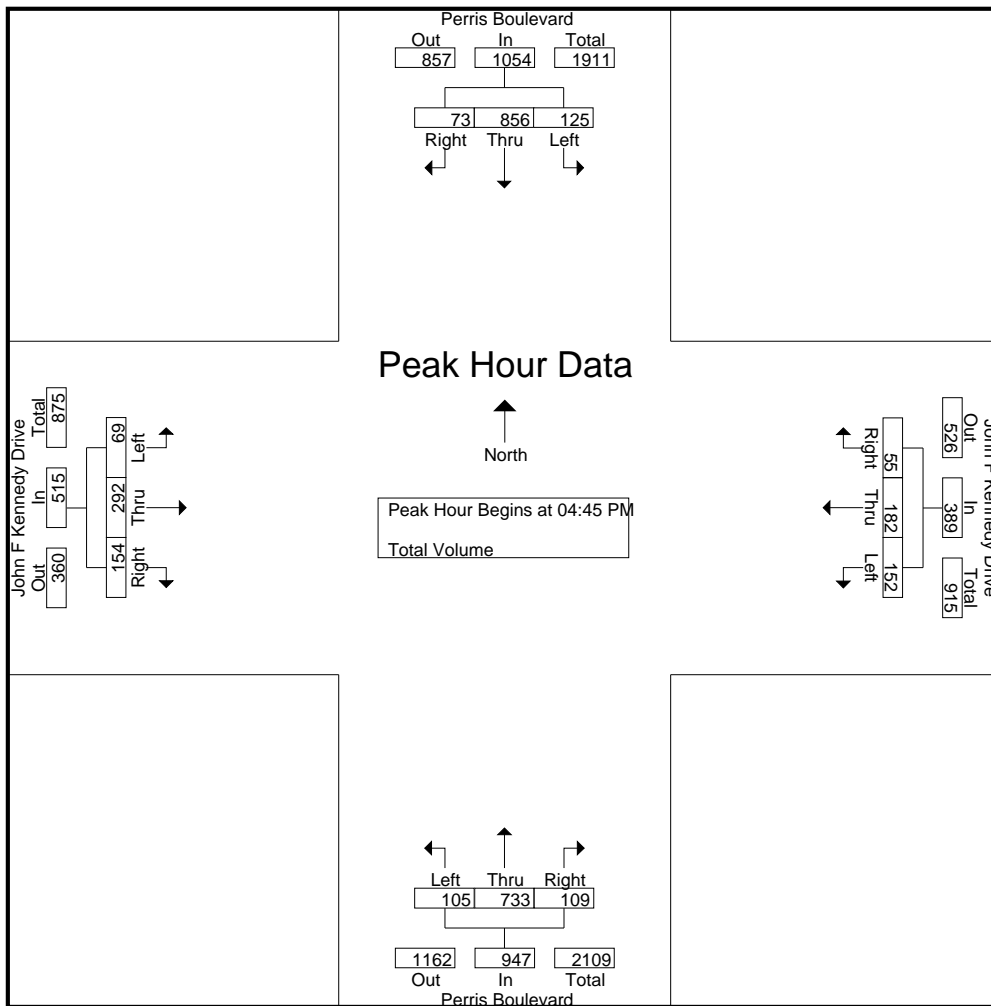 Perris Boulevard
Out In Total
857 1054 1911
73 856 125
Right Thru Left
Peak Hour Data
North
Peak Hour Begins at 04:45 PM
Total Volume
John F Kennedy Drive
Out In Total
360 515 875
154 292 69
Right Thru Left
John F Kennedy Drive
Out In Total
526 389 915
55 182 152
Right Thru Left
Left Thru Right
105 733 109
1162 947 2109
Out In Total
Perris Boulevard